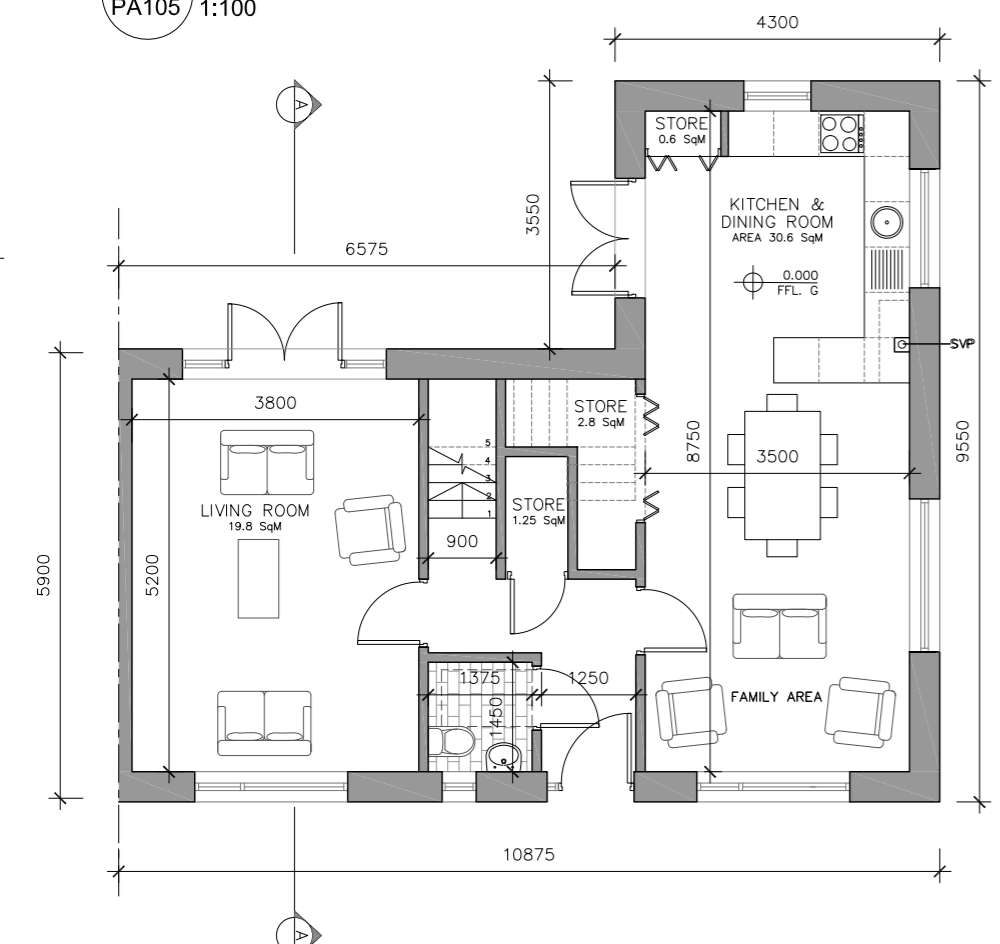 PA105 1:100
4300
A
STORE
0.6 SqM
3550
KITCHEN &
DINING ROOM
AREA 30.6 SqM
6575
0.000
FFL. G
SVP
3800
STORE
2.8 SqM
8750
3500
9550
5
4
3
2
1
LIVING ROOM
19.8 SqM
STORE
1.25 SqM
900
5900
5200
1375
1250
1450
FAMILY AREA
10875
A